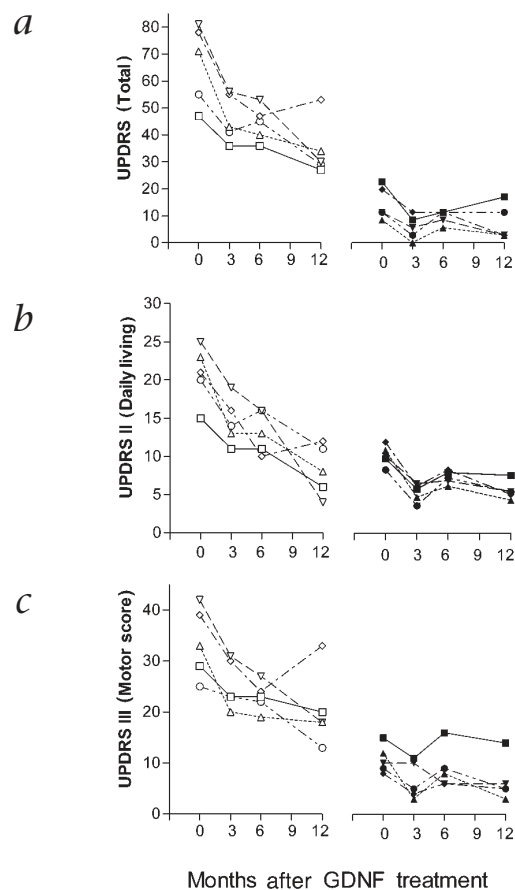 a
UPDRS (Total)
80
70
60
50
40
30
20
10
0
0 3 6 9 12 0 3 6 9 12
b
UPDRS II (Daily living)
30
25
20
15
10
5
0
0 3 6 9 12 0 3 6 9 12
c
UPDRS III (Motor score)
40
30
20
10
0
0 3 6 9 12 0 3 6 9 12
Months after GDNF treatment